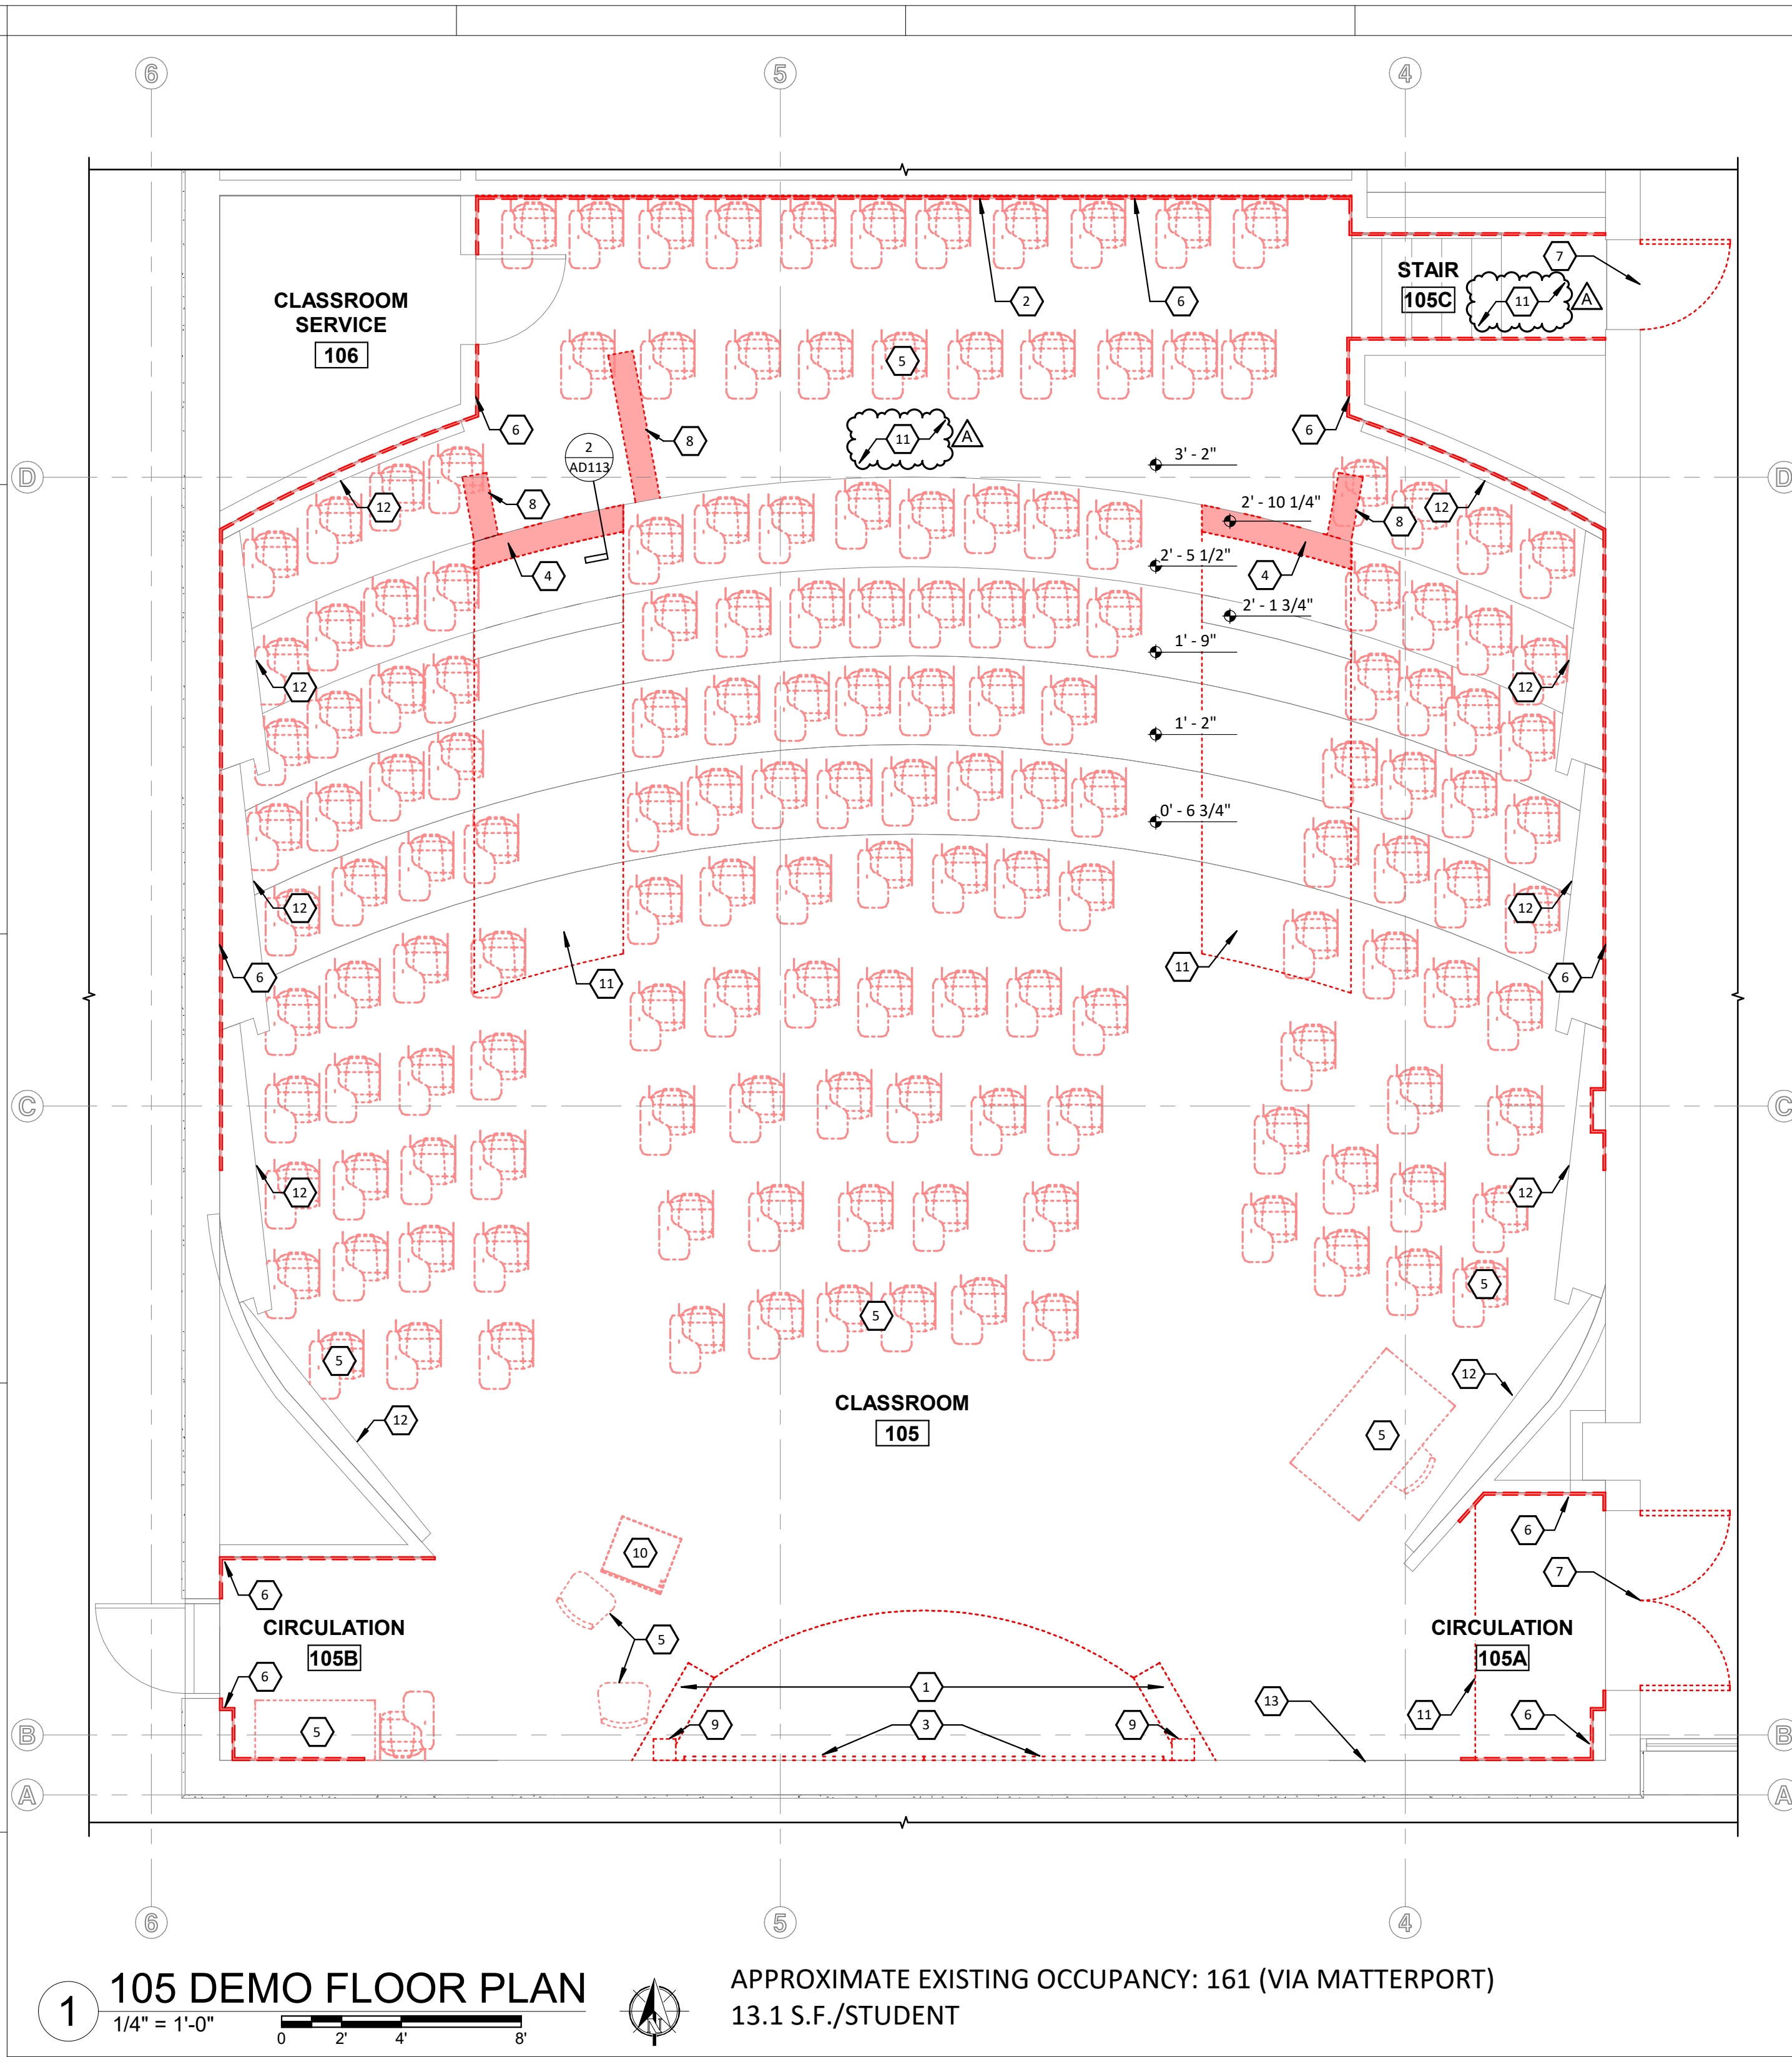 6
5
4
STAIR
105C
7
11
A
CLASSROOM
SERVICE
106
2
6
5
6
8
11
A
6
2
AD113
D
3' - 2"
D
12
8
2' - 10 1/4"
8
12
4
2' - 5 1/2"
4
2' - 1 3/4"
1' - 9"
12
12
1' - 2"
0' - 6 3/4"
12
12
6
11
11
6
C
C
12
12
5
5
5
12
CLASSROOM
105
12
5
10
6
6
7
CIRCULATION
105B
5
CIRCULATION
105A
6
1
13
5
9
3
9
11
6
B
B
A
A
6
5
4
1
105 DEMO FLOOR PLAN
1/4" = 1'-0"
0
2'
4'
8'
N
APPROXIMATE EXISTING OCCUPANCY: 161 (VIA MATTERPORT)
13.1 S.F./STUDENT